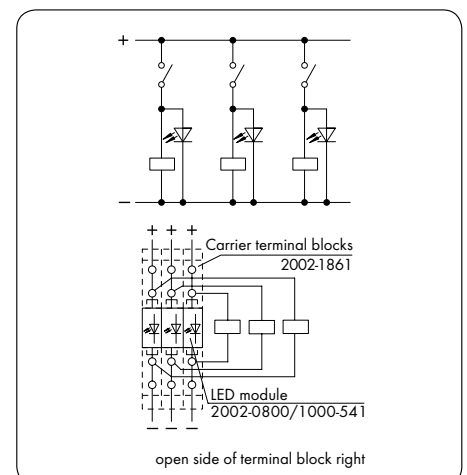 +
−
+ + +
Carrier terminal blocks
2002-1861
LED module
2002-0800/1000-541
− − −
open side of terminal block right